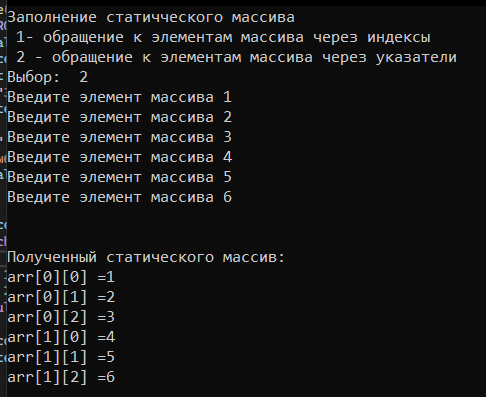 Заполнение статичческого массива
1- обращение к элементам массива через индексы
2 - обращение к элементам массива через указатели
Выбор:  2
Введите элемент массива 1
Введите элемент массива 2
Введите элемент массива 3
Введите элемент массива 4
Введите элемент массива 5
Введите элемент массива 6
Полученный статического массив:
arr[0][0] =1
arr[0][1] =2
arr[0][2] =3
arr[1][0] =4
arr[1][1] =5
arr[1][2] =6